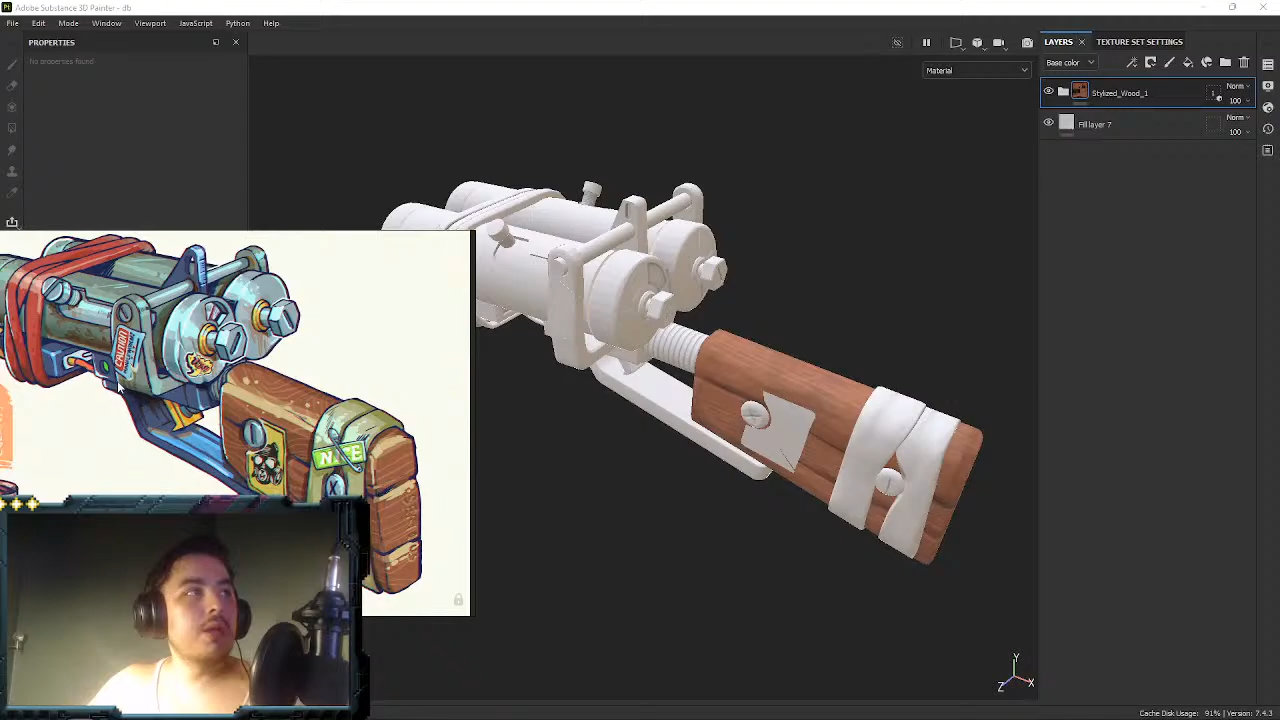 Adobe Substance 3D Painter - db
File Edit Mode Window Viewport JavaScript Python Help
PROPERTIES
No properties found
Material
LAYERS
TEXTURE SET SETTINGS
Base color
Stylized_Wood_1
Norm
100
Fill layer 7
Norm
100
CAUTION
NICE
Y
Z
X
Cache Disk Usage: 91% | Version: 7.4.3